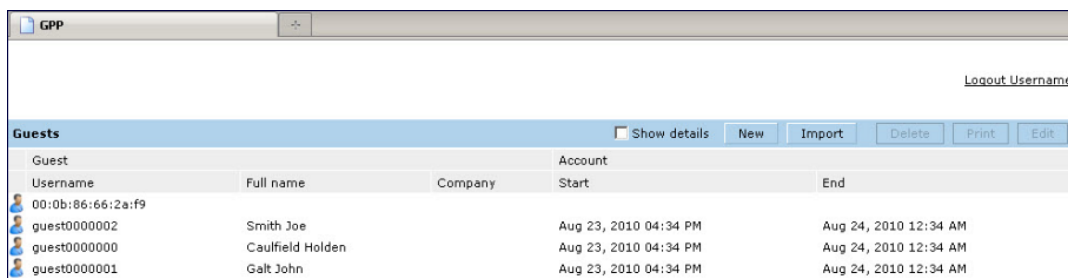 GPP
Logout Username
Guests Show details New Import Delete Print Edit
Guest Account
Username Full name Company Start End
00:0b:86:66:2a:f9
guest0000002 Smith Joe Aug 23, 2010 04:34 PM Aug 24, 2010 12:34 AM
guest0000000 Caulfield Holden Aug 23, 2010 04:34 PM Aug 24, 2010 12:34 AM
guest0000001 Galt John Aug 23, 2010 04:34 PM Aug 24, 2010 12:34 AM